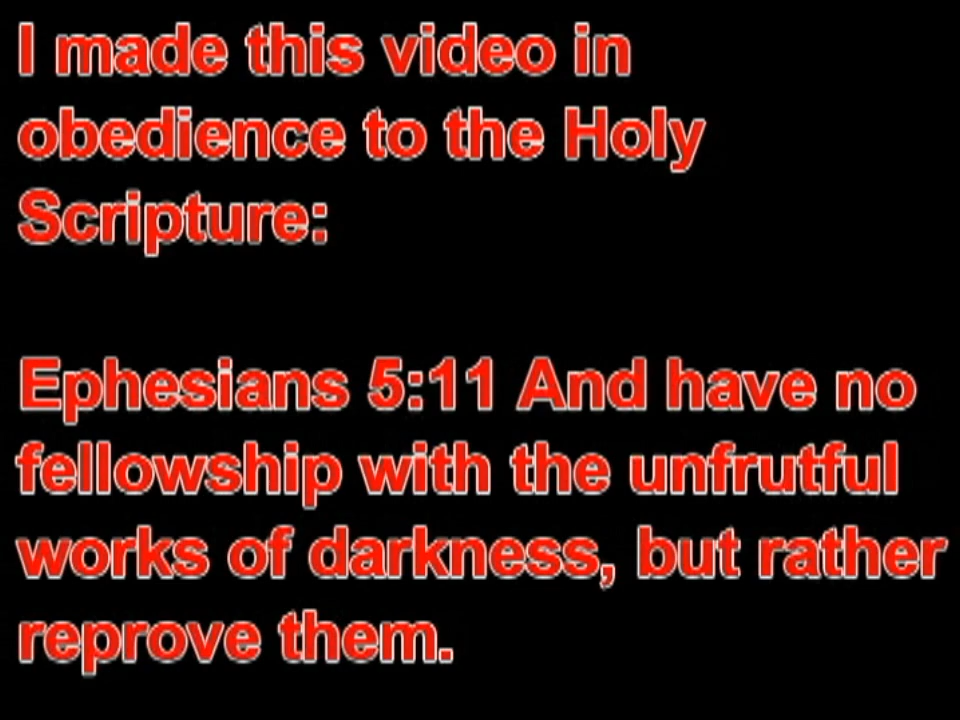 I made this video in
obedience to the Holy
Scripture:
Ephesians 5:11 And have no
fellowship with the unfrutful
works of darkness, but rather
reprove them.